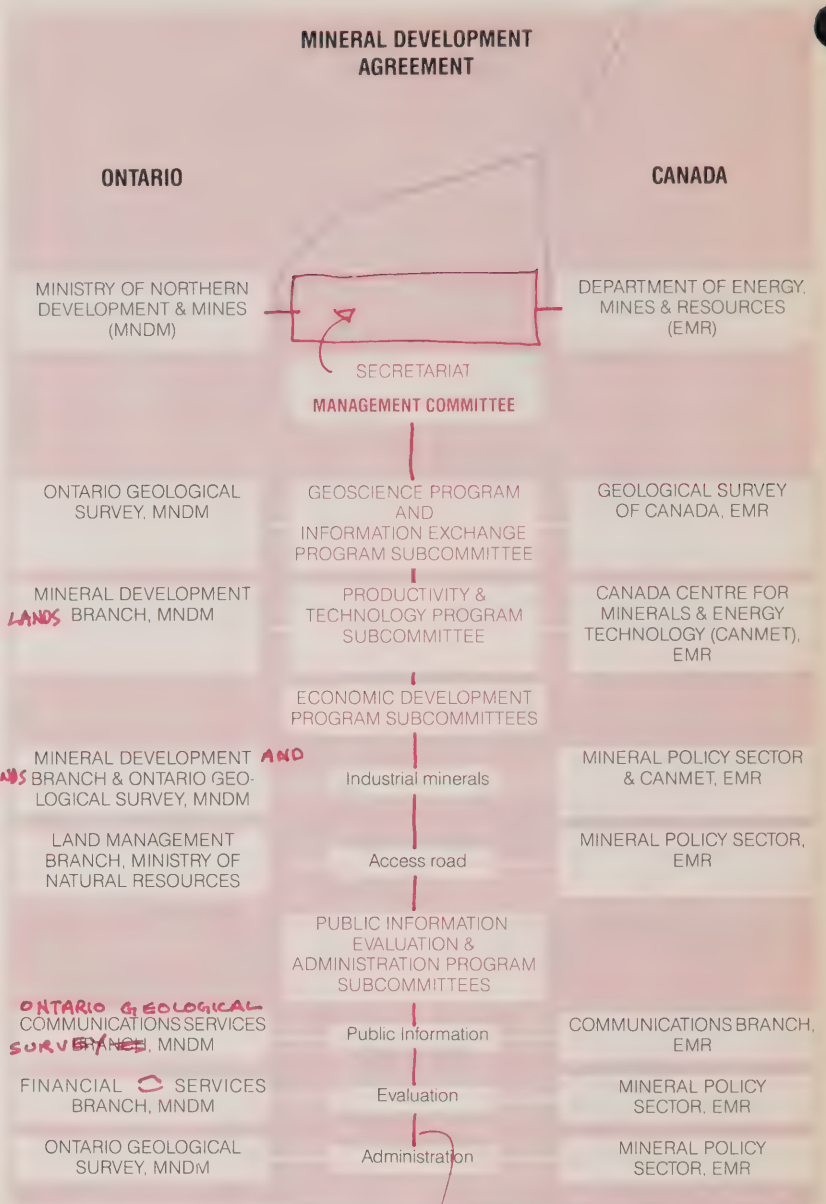 MINERAL DEVELOPMENT
AGREEMENT
ONTARIO
CANADA
MINISTRY OF NORTHERN
DEVELOPMENT & MINES
(MNDM)
DEPARTMENT OF ENERGY,
MINES & RESOURCES
(EMR)
SECRETARIAT
MANAGEMENT COMMITTEE
ONTARIO GEOLOGICAL
SURVEY, MNDM
GEOSCIENCE PROGRAM
AND
INFORMATION EXCHANGE
PROGRAM SUBCOMMITTEE
GEOLOGICAL SURVEY
OF CANADA, EMR
MINERAL DEVELOPMENT
LANDS BRANCH, MNDM
PRODUCTIVITY &
TECHNOLOGY PROGRAM
SUBCOMMITTEE
CANADA CENTRE FOR
MINERALS & ENERGY
TECHNOLOGY (CANMET),
EMR
ECONOMIC DEVELOPMENT
PROGRAM SUBCOMMITTEES
MINERAL DEVELOPMENT AND
BRANCH & ONTARIO GEO-
LOGICAL SURVEY, MNDM
Industrial minerals
MINERAL POLICY SECTOR
& CANMET, EMR
LAND MANAGEMENT
BRANCH, MINISTRY OF
NATURAL RESOURCES
Access road
MINERAL POLICY SECTOR,
EMR
PUBLIC INFORMATION
EVALUATION &
ADMINISTRATION PROGRAM
SUBCOMMITTEES
ONTARIO GEOLOGICAL
COMMUNICATIONS SERVICES
SURVEY BRANCH, MNDM
Public Information
COMMUNICATIONS BRANCH,
EMR
FINANCIAL SERVICES
BRANCH, MNDM
Evaluation
MINERAL POLICY
SECTOR, EMR
ONTARIO GEOLOGICAL
SURVEY, MNDM
Administration
MINERAL POLICY
SECTOR, EMR